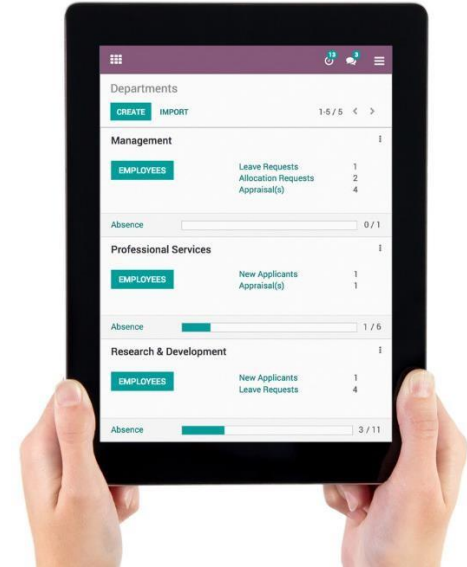 13 3
Departments
CREATE IMPORT 1-5 / 5
Management
EMPLOYEES Leave Requests 1
Allocation Requests 2
Appraisal(s) 4
Absence 0 / 1
Professional Services
EMPLOYEES New Applicants 1
Appraisal(s) 1
Absence 1 / 6
Research & Development
EMPLOYEES New Applicants 1
Leave Requests 4
Absence 3 / 11